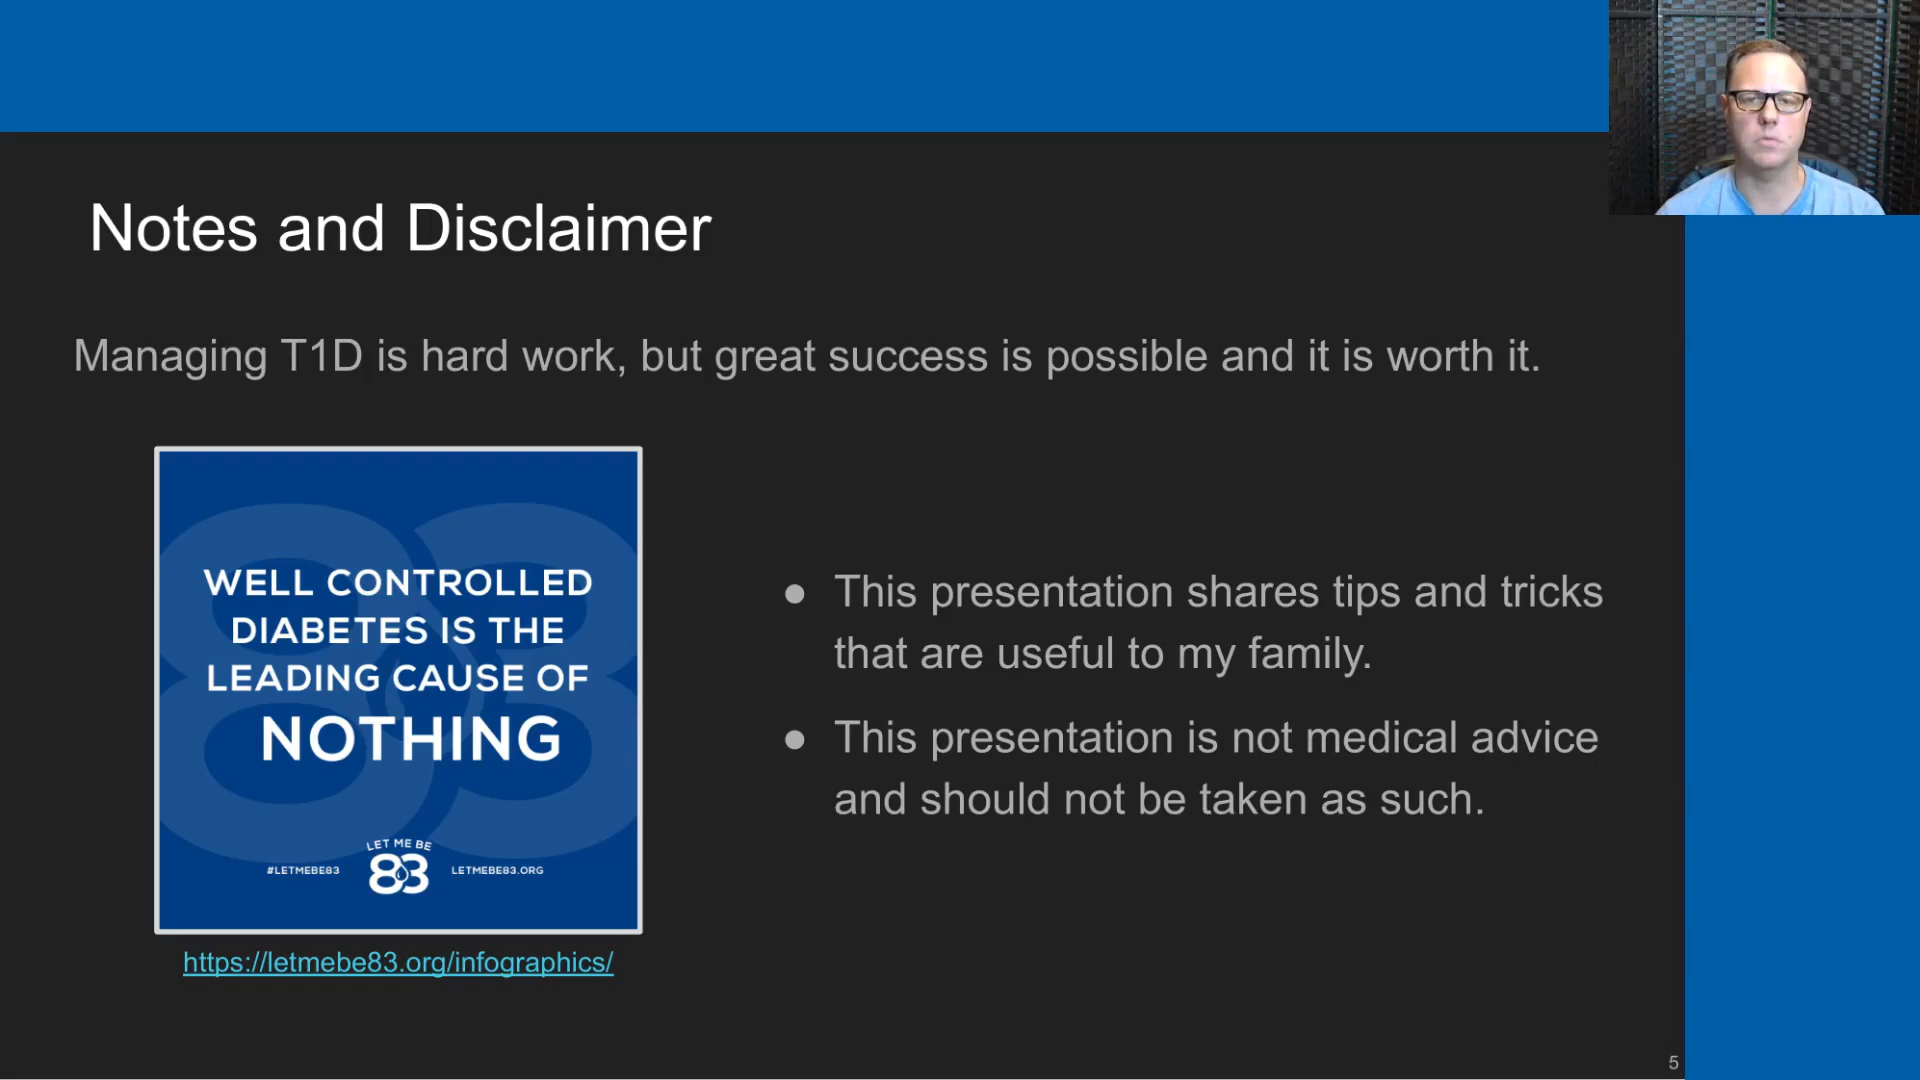 Notes and Disclaimer
Managing T1D is hard work, but great success is possible and it is worth it.
WELL CONTROLLED
DIABETES IS THE
LEADING CAUSE OF
NOTHING
#LETMEBE83
LET ME BE
83
LETMEBE83.ORG
https://letmebe83.org/infographics/
● This presentation shares tips and tricks
that are useful to my family.
● This presentation is not medical advice
and should not be taken as such.
5